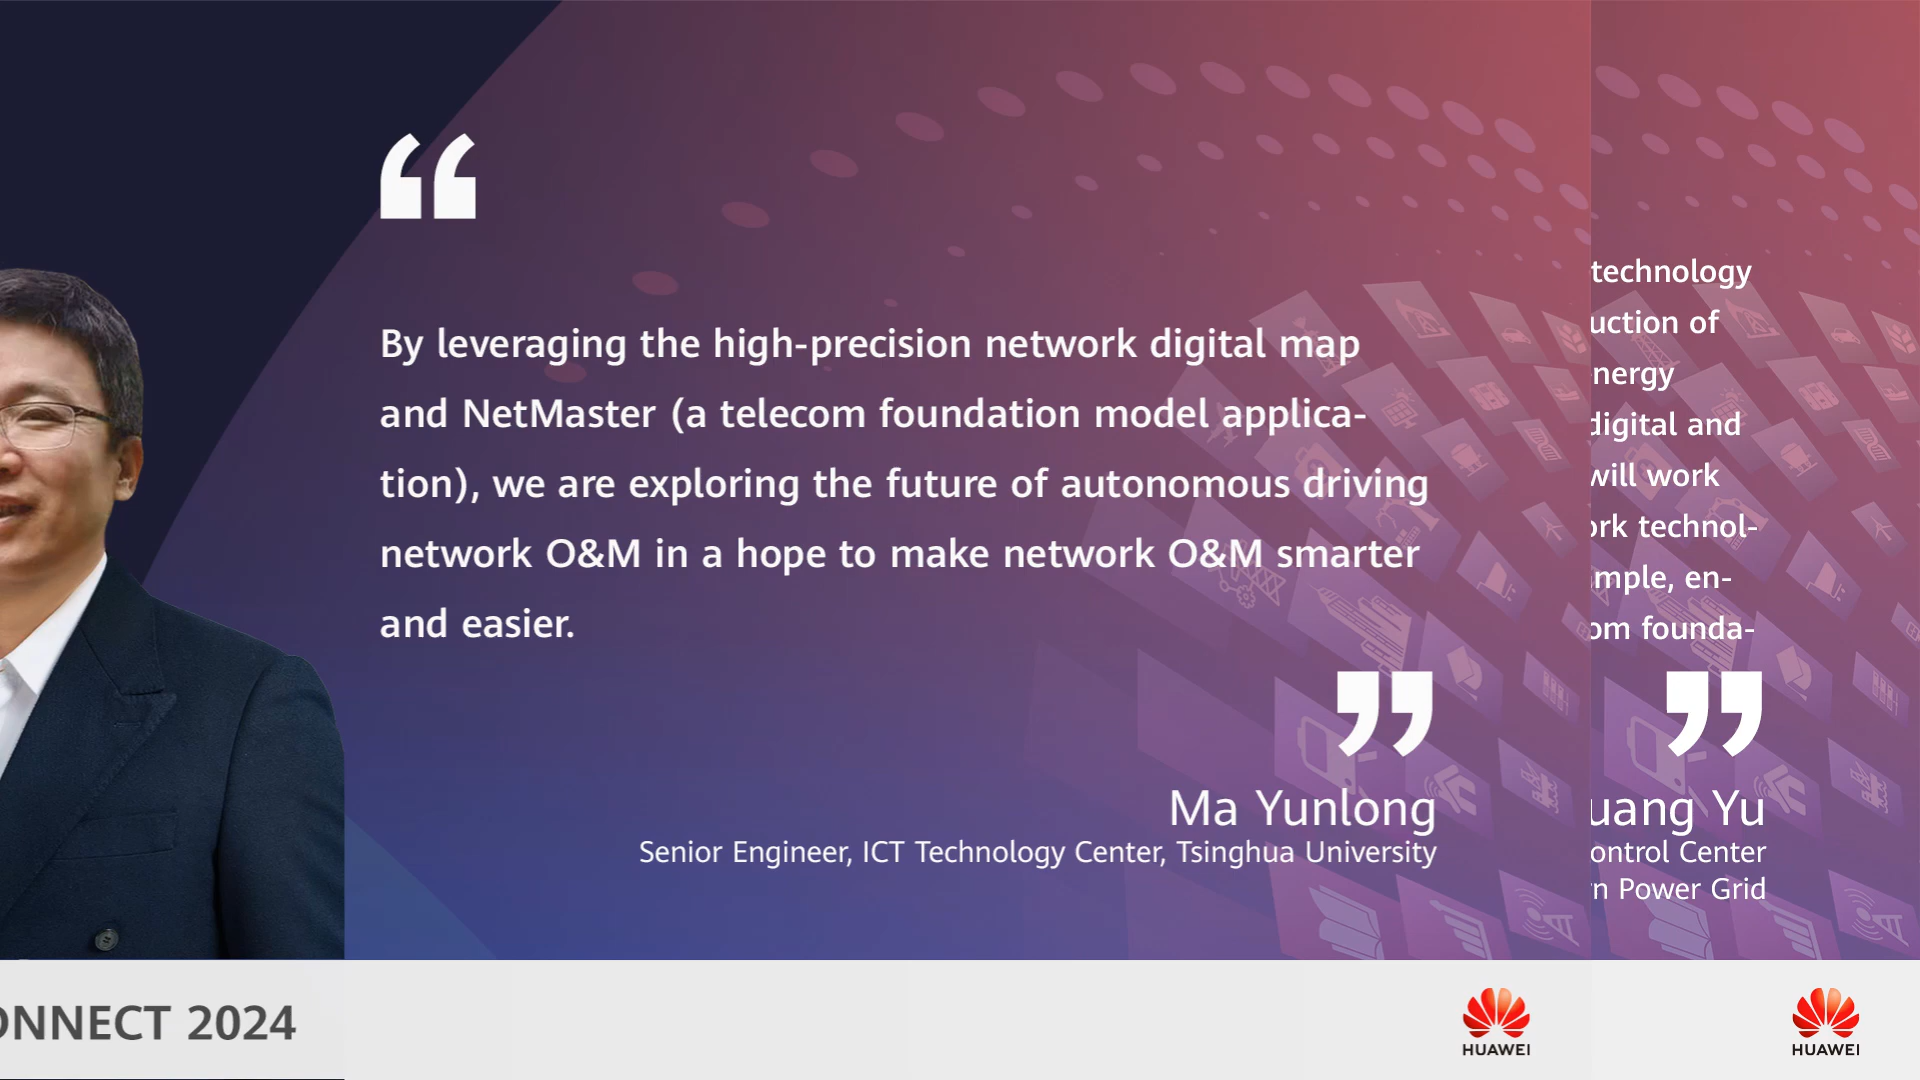 By leveraging the high-precision network digital map
and NetMaster (a telecom foundation model applica-
tion), we are exploring the future of autonomous driving
network O&M in a hope to make network O&M smarter
and easier.
Ma Yunlong
Senior Engineer, ICT Technology Center, Tsinghua University
technology
uction of
nergy
digital and
will work
ork technol-
mple, en-
om founda-
uang Yu
ontrol Center
n Power Grid
ONNECT 2024
HUAWEI
HUAWEI